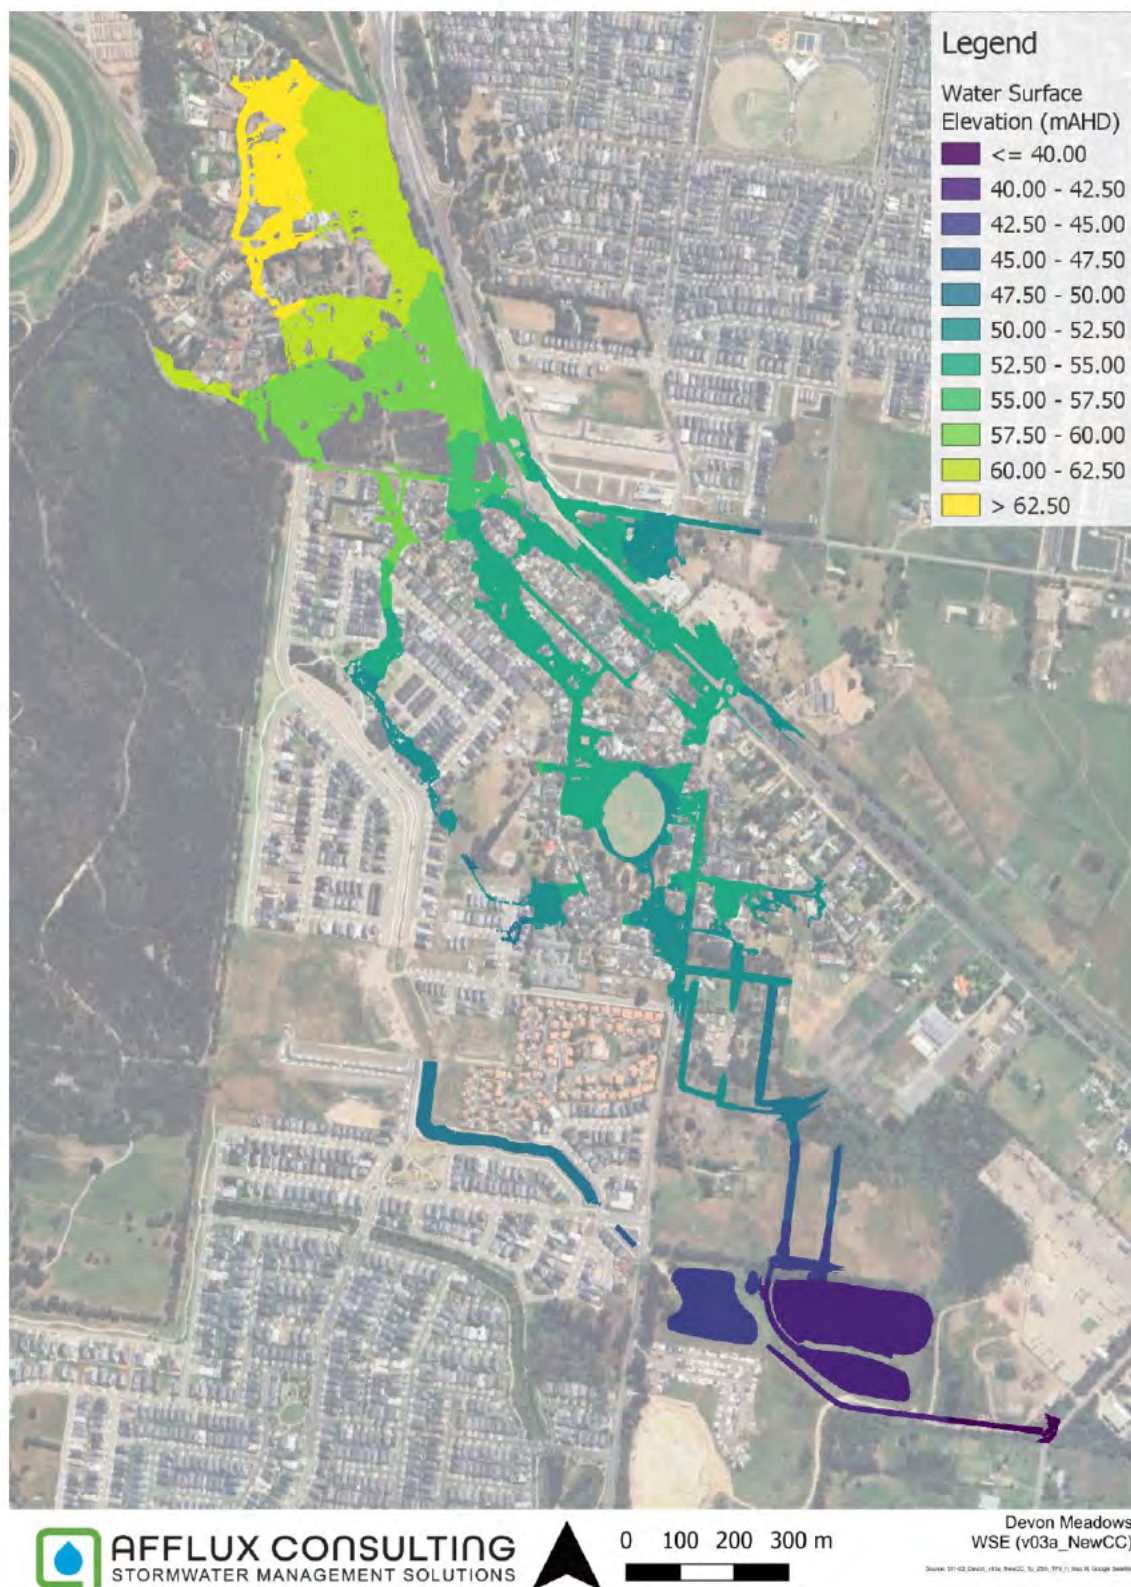 Legend
Water Surface
Elevation (mAHD)
<= 40.00
40.00 - 42.50
42.50 - 45.00
45.00 - 47.50
47.50 - 50.00
50.00 - 52.50
52.50 - 55.00
55.00 - 57.50
57.50 - 60.00
60.00 - 62.50
> 62.50
AFFLUX CONSULTING
STORMWATER MANAGEMENT SOLUTIONS
0 100 200 300 m
Devon Meadows
WSE (v03a_NewCC)